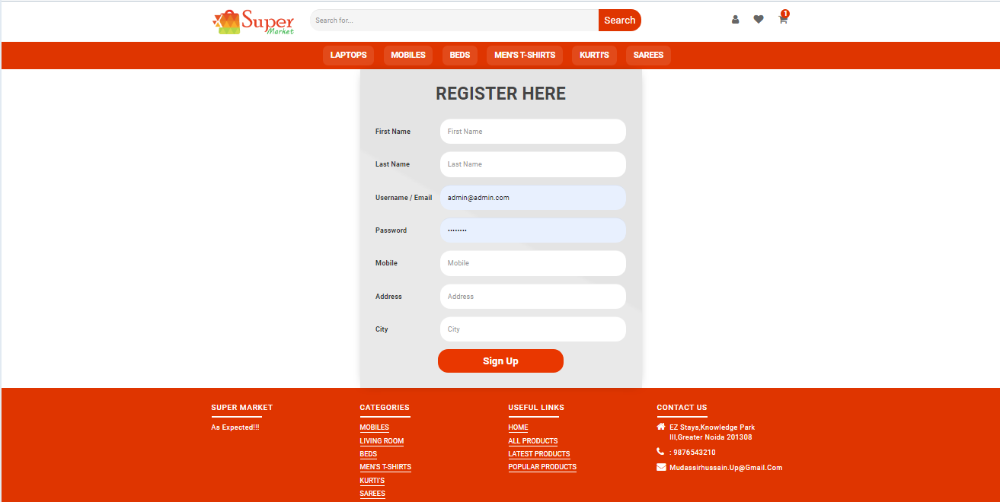 Super
Market
Search for...
Search
1
LAPTOPS
MOBILES
BEDS
MEN'S T-SHIRTS
KURTI'S
SAREES
REGISTER HERE
First Name
First Name
Last Name
Last Name
Username / Email
admin@admin.com
Password
••••••••
Mobile
Mobile
Address
Address
City
City
Sign Up
SUPER MARKET
As Expected!!!
CATEGORIES
MOBILES
LIVING ROOM
BEDS
MEN'S T-SHIRTS
KURTI'S
SAREES
USEFUL LINKS
HOME
ALL PRODUCTS
LATEST PRODUCTS
POPULAR PRODUCTS
CONTACT US
EZ Stays,Knowledge Park
III,Greater Noida 201308
: 9876543210
Mudassirhussain.Up@Gmail.Com